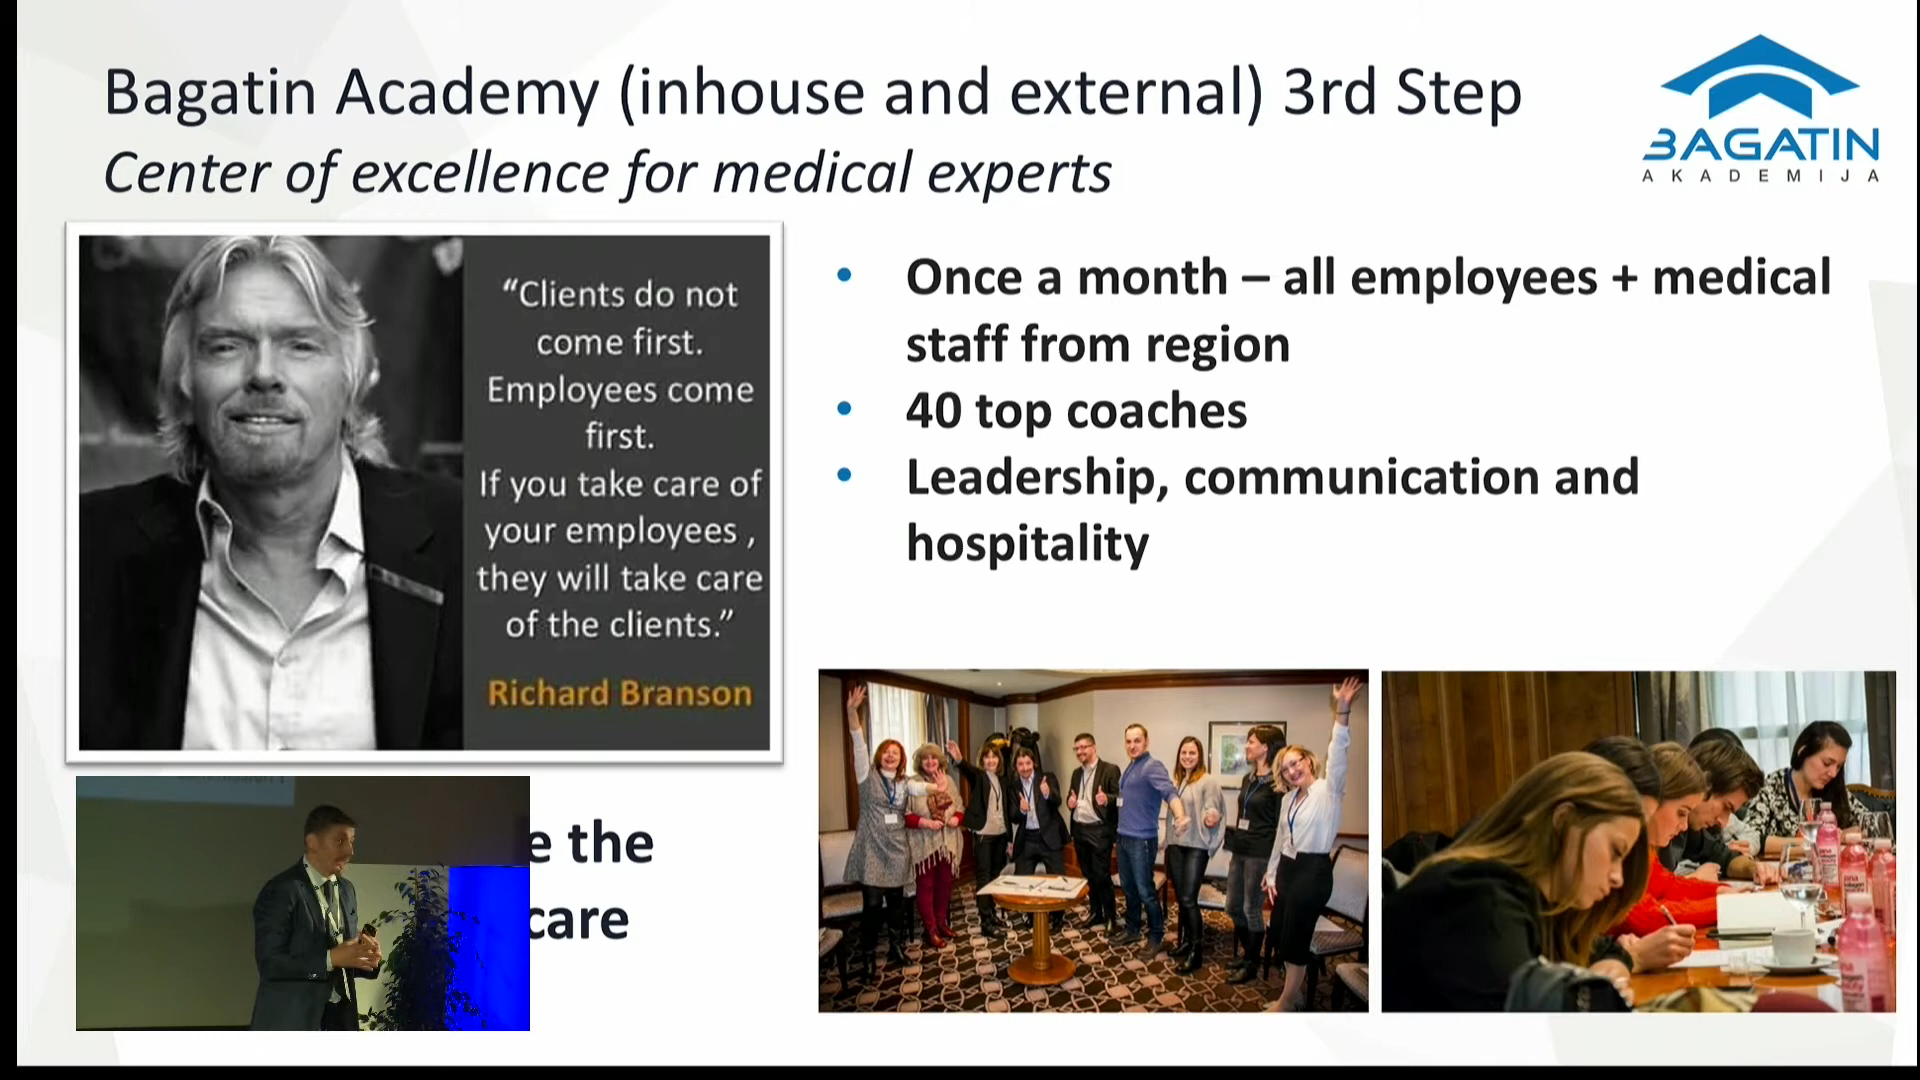 Bagatin Academy (inhouse and external) 3rd Step
Center of excellence for medical experts
BAGATIN
AKADEMIJA
“Clients do not
come first.
Employees come
first.
If you take care of
your employees ,
they will take care
of the clients.”
Richard Branson
• Once a month – all employees + medical
staff from region
• 40 top coaches
• Leadership, communication and
hospitality
the
care